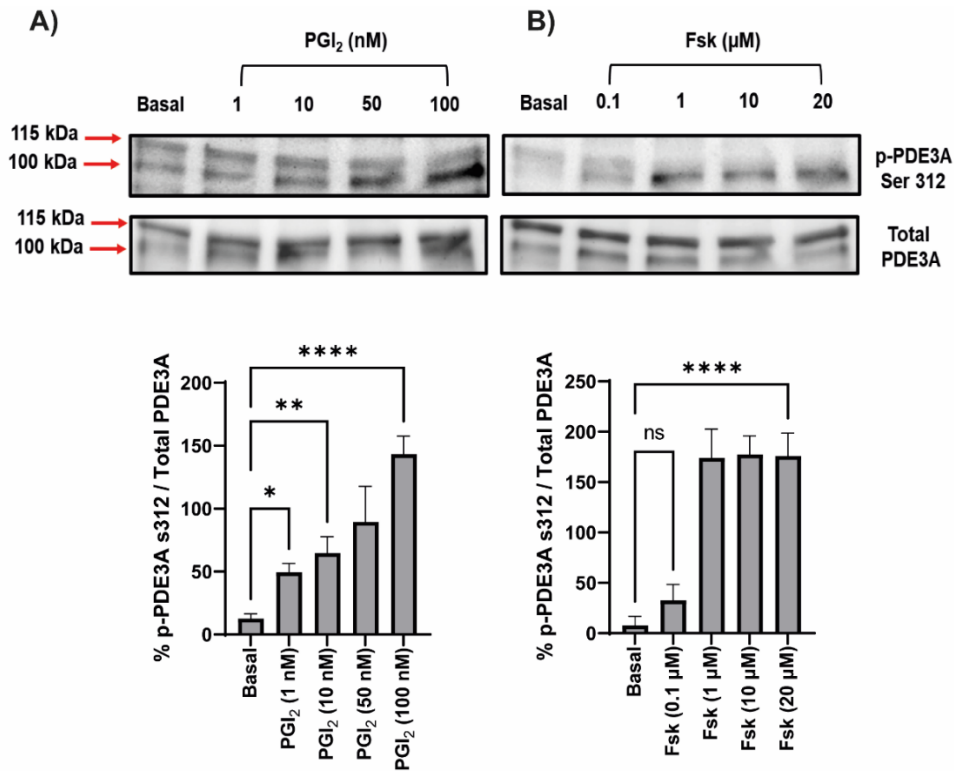 A)
PGI₂ (nM)
Basal 1 10 50 100
115 kDa
100 kDa
115 kDa
100 kDa
B)
Fsk (µM)
Basal 0.1 1 10 20
p-PDE3A
Ser 312
Total
PDE3A
% p-PDE3A s312 / Total PDE3A
200
150
100
50
0
****
**
*
Basal
PGI₂ (1 nM)
PGI₂ (10 nM)
PGI₂ (50 nM)
PGI₂ (100 nM)
% p-PDE3A s312 / Total PDE3A
250
200
150
100
50
0
****
ns
Basal
Fsk (0.1 µM)
Fsk (1 µM)
Fsk (10 µM)
Fsk (20 µM)